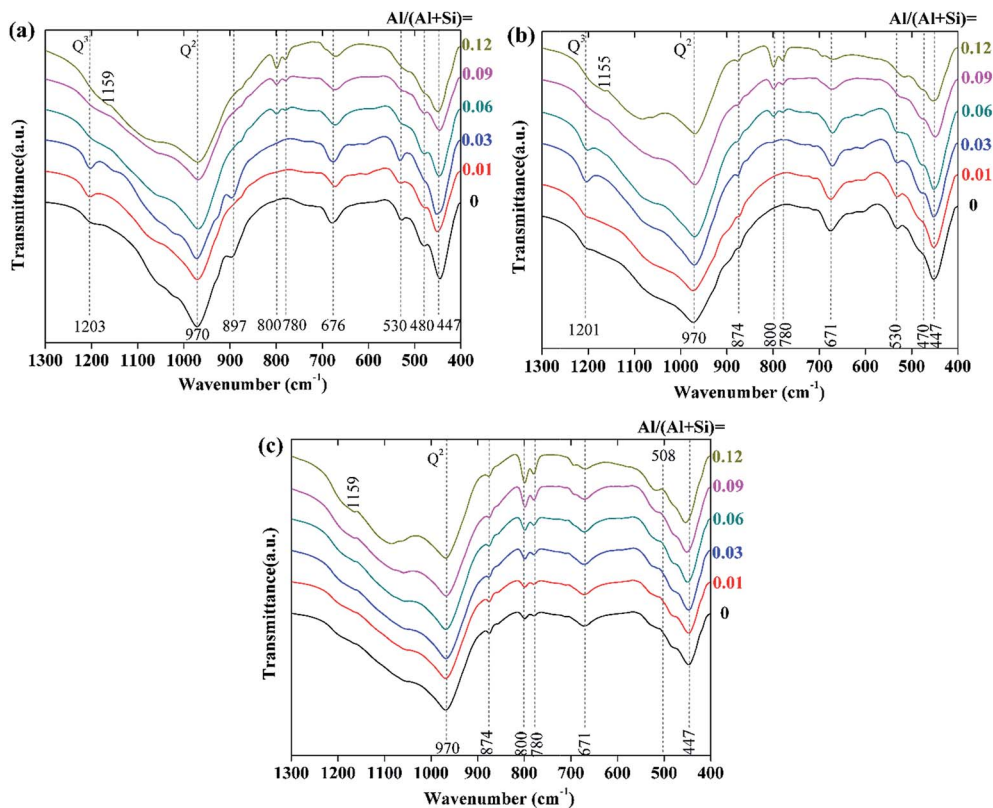 Al/(Al+Si)=
(a)
Q³
Q²
1159
0.12
0.09
0.06
0.03
0.01
0
1203
970
897
800
780
676
530
480
447
1300 1200 1100 1000 900 800 700 600 500 400
Wavenumber (cm⁻¹)
Transmittance(a.u.)
Al/(Al+Si)=
(b)
Q³
Q²
1155
0.12
0.09
0.06
0.03
0.01
0
1201
970
874
800
780
671
530
470
447
1300 1200 1100 1000 900 800 700 600 500 400
Wavenumber (cm⁻¹)
Transmittance(a.u.)
Al/(Al+Si)=
(c)
Q²
508
1159
0.12
0.09
0.06
0.03
0.01
0
970
874
800
780
671
447
1300 1200 1100 1000 900 800 700 600 500 400
Wavenumber (cm⁻¹)
Transmittance(a.u.)